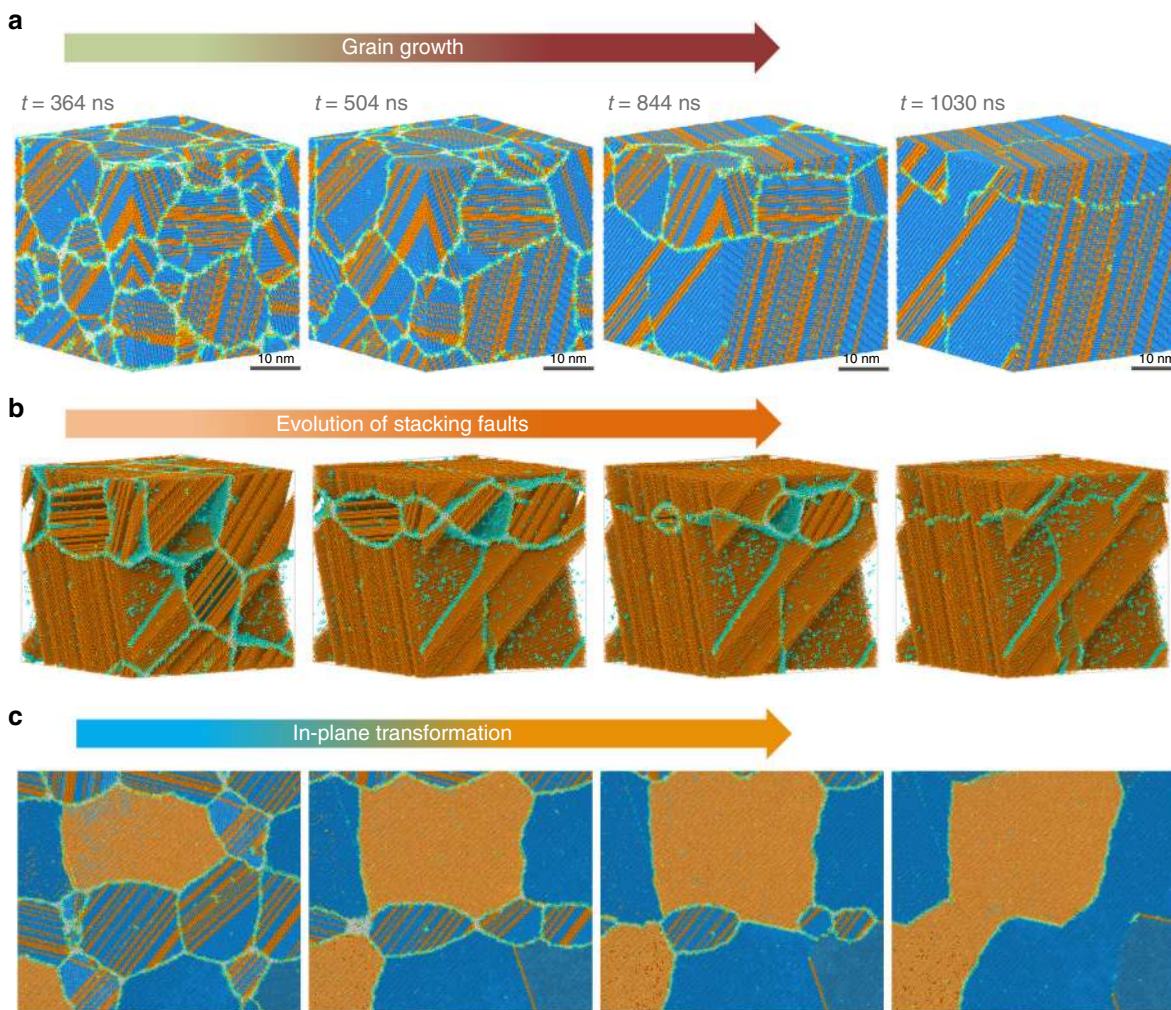 a
Grain growth
t = 364 ns
t = 504 ns
t = 844 ns
t = 1030 ns
10 nm
10 nm
10 nm
10 nm
b
Evolution of stacking faults
c
In-plane transformation